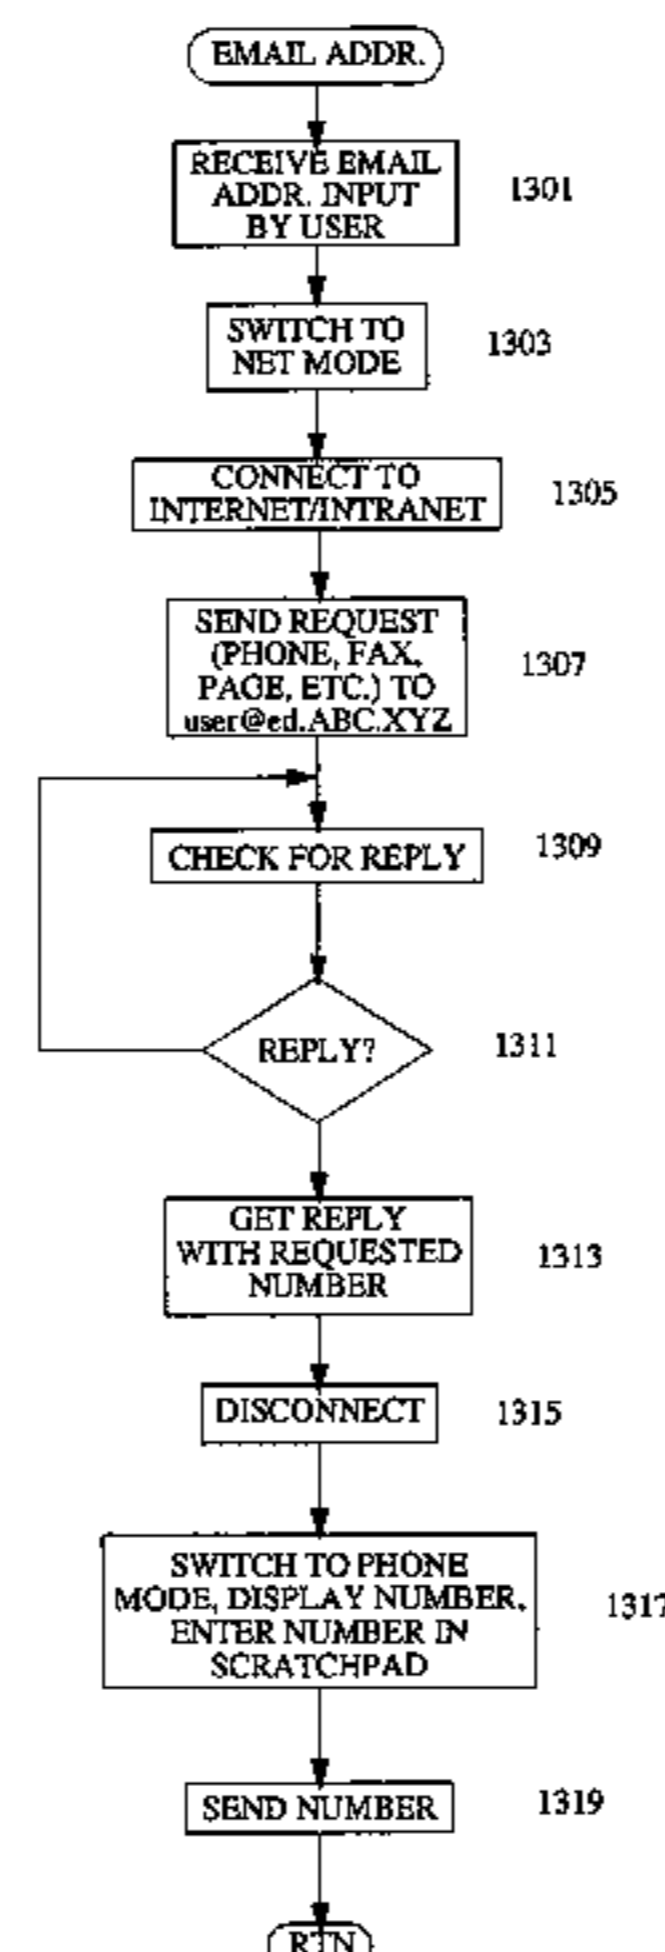 EMAIL ADDR.
RECEIVE EMAIL
ADDR. INPUT
BY USER
1301
SWITCH TO
NET MODE
1303
CONNECT TO
INTERNET/INTRANET
1305
SEND REQUEST
(PHONE, FAX,
PAGE, ETC.) TO
user@ed.ABC.XYZ
1307
CHECK FOR REPLY
1309
REPLY?
1311
GET REPLY
WITH REQUESTED
NUMBER
1313
DISCONNECT
1315
SWITCH TO PHONE
MODE, DISPLAY NUMBER,
ENTER NUMBER IN
SCRATCHPAD
1317
SEND NUMBER
1319
RTN